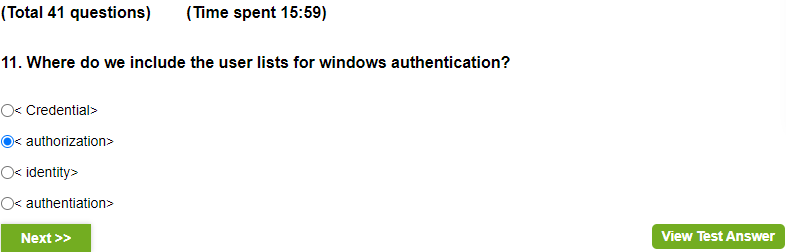 (Total 41 questions) (Time spent 15:59)
11. Where do we include the user lists for windows authentication?
< Credential>
< authorization>
< identity>
< authentiation>
Next >> View Test Answer